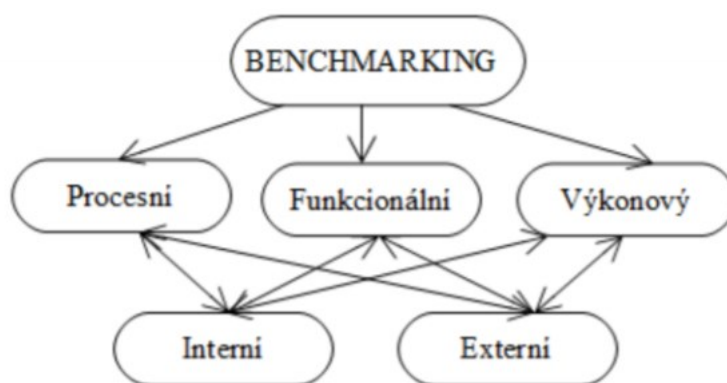 BENCHMARKING
Procesní
Funkcionální
Výkonový
Interní
Externí